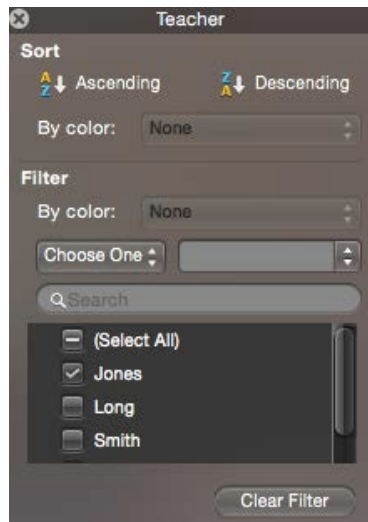 Teacher
Sort
A Z Ascending Z A Descending
By color: None
Filter
By color: None
Choose One
Search
(Select All)
Jones
Long
Smith
Clear Filter